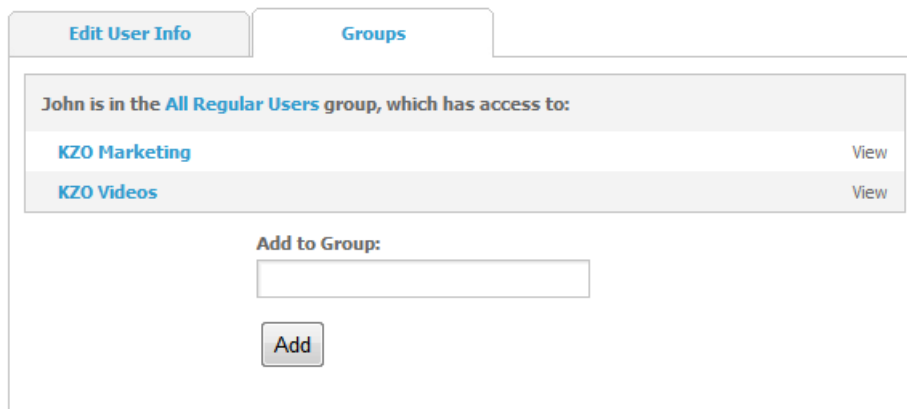 Edit User Info
Groups
John is in the All Regular Users group, which has access to:
KZO Marketing View
KZO Videos View
Add to Group:
Add